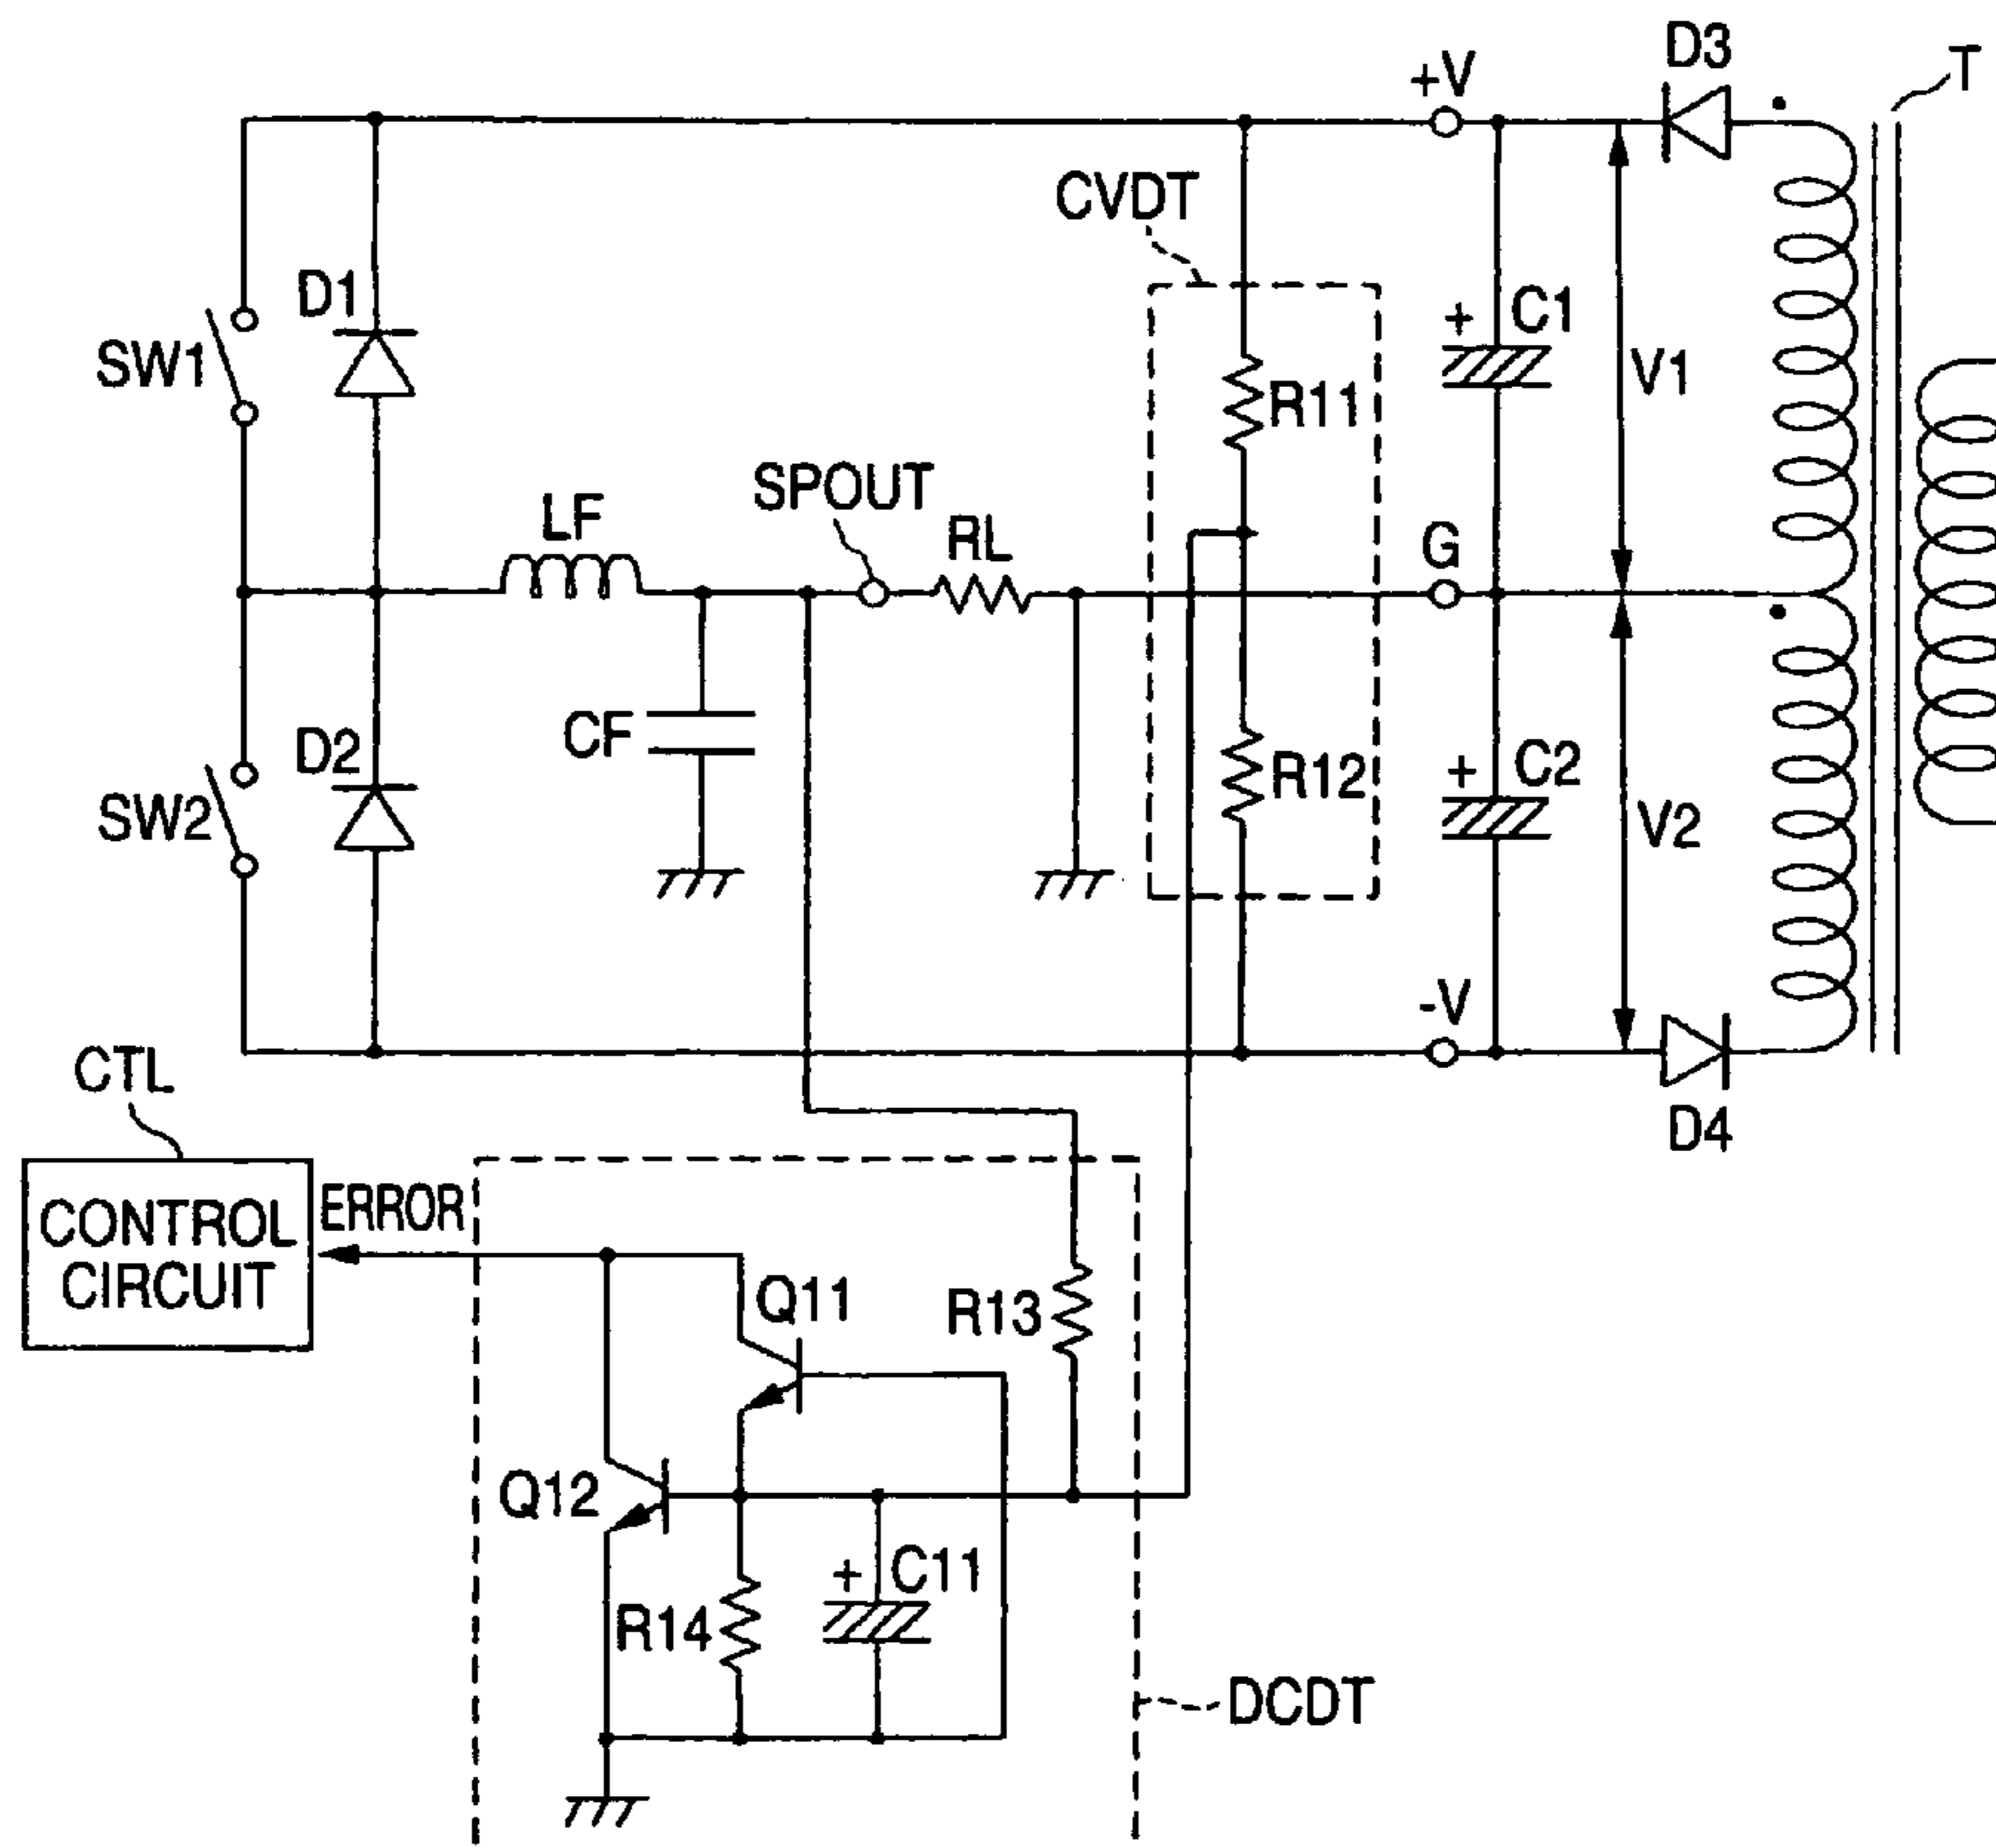 D3
T
+V
CVDT
D1
C1
+
SW1
V1
R11
SPOUT
LF
RL
G
CF
D2
R12
C2
+
SW2
V2
-V
CTL
D4
CONTROL
CIRCUIT
ERROR
Q11
R13
Q12
+
C11
R14
DCDT